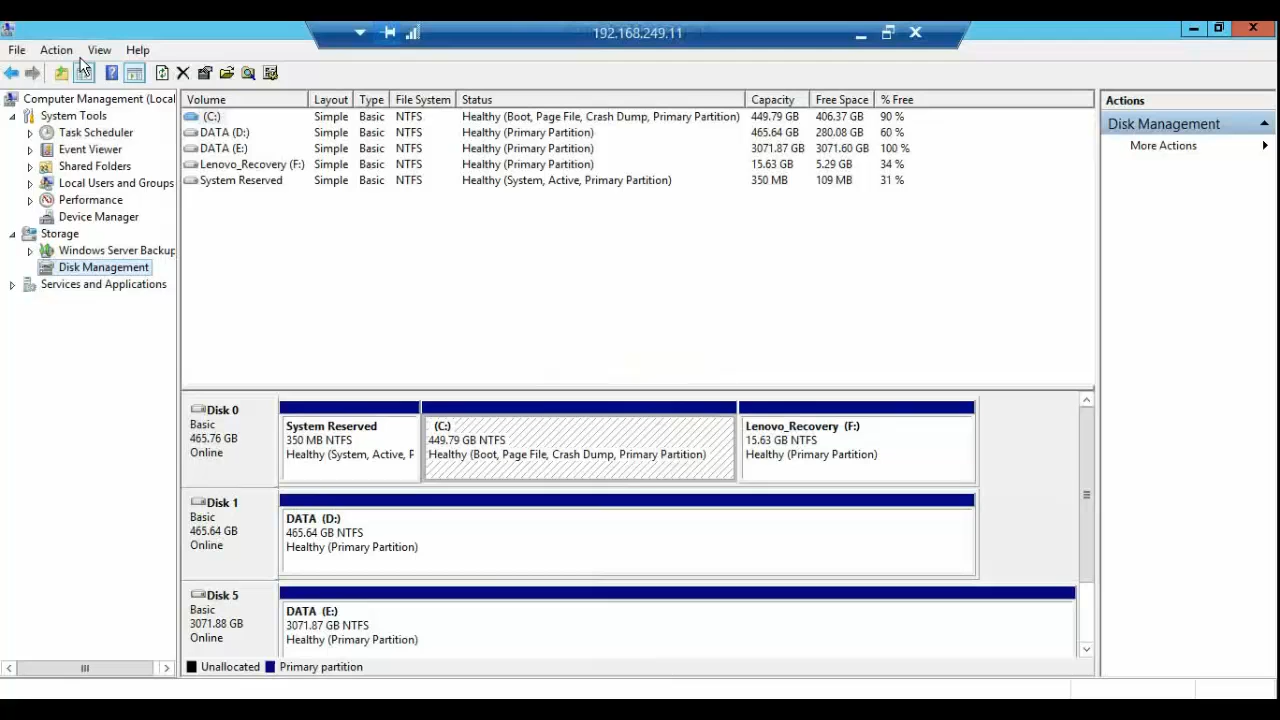 192.168.249.11
File Action View Help
Computer Management (Local
System Tools
Task Scheduler
Event Viewer
Shared Folders
Local Users and Groups
Performance
Device Manager
Storage
Windows Server Backup
Disk Management
Services and Applications
Volume Layout Type File System Status Capacity Free Space % Free
(C:) Simple Basic NTFS Healthy (Boot, Page File, Crash Dump, Primary Partition) 449.79 GB 406.37 GB 90 %
DATA (D:) Simple Basic NTFS Healthy (Primary Partition) 465.64 GB 280.08 GB 60 %
DATA (E:) Simple Basic NTFS Healthy (Primary Partition) 3071.87 GB 3071.60 GB 100 %
Lenovo_Recovery (F:) Simple Basic NTFS Healthy (Primary Partition) 15.63 GB 5.29 GB 34 %
System Reserved Simple Basic NTFS Healthy (System, Active, Primary Partition) 350 MB 109 MB 31 %
Disk 0
Basic
465.76 GB
Online
System Reserved
350 MB NTFS
Healthy (System, Active, P
(C:)
449.79 GB NTFS
Healthy (Boot, Page File, Crash Dump, Primary Partition)
Lenovo_Recovery (F:)
15.63 GB NTFS
Healthy (Primary Partition)
Disk 1
Basic
465.64 GB
Online
DATA (D:)
465.64 GB NTFS
Healthy (Primary Partition)
Disk 5
Basic
3071.88 GB
Online
DATA (E:)
3071.87 GB NTFS
Healthy (Primary Partition)
Unallocated Primary partition
Actions
Disk Management
More Actions